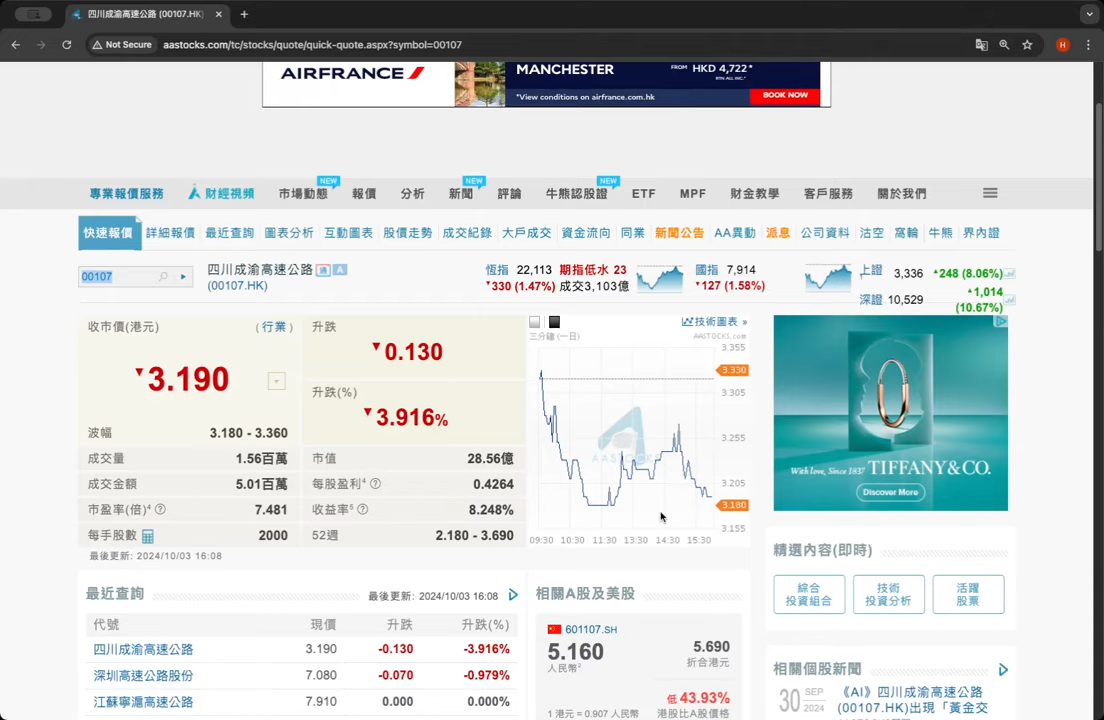 四川成渝高速公路 (00107.HK)
Not Secure
aastocks.com/tc/stocks/quote/quick-quote.aspx?symbol=00107
H
AIRFRANCE
MANCHESTER
FROM HKD 4,722*
RTN ALL INC.*
*View conditions on airfrance.com.hk
BOOK NOW
NEW NEW NEW
專業報價服務 財經視頻 市場動態 報價 分析 新聞 評論 牛熊認股證 ETF MPF 財金教學 客戶服務 關於我們
快速報價 詳細報價 最近查詢 圖表分析 互動圖表 股價走勢 成交紀錄 大戶成交 資金流向 同業 新聞公告 AA異動 派息 公司資料 沽空 窩輪 牛熊 界內證
00107
四川成渝高速公路 通 A
(00107.HK)
恆指 22,113 期指低水 23
330 (1.47%) 成交3,103億
國指 7,914
127 (1.58%)
上證 3,336 248 (8.06%)
深證 10,529 1,014
(10.67%)
收市價(港元) (行業)
3.190
升跌
0.130
升跌(%)
3.916%
波幅 3.180 - 3.360
成交量 1.56百萬 市值 28.56億
成交金額 5.01百萬 每股盈利4 0.4264
市盈率(倍)4 7.481 收益率5 8.248%
每手股數 2000 52週 2.180 - 3.690
最後更新: 2024/10/03 16:08
技術圖表 »
三分鐘 (一日) AASTOCKS.com
3.355
3.330
3.305
3.255
AASTOCKS
3.205
3.180
3.155
09:30 10:30 11:30 13:30 14:30 15:30
With love, Since 1837 TIFFANY&CO.
Discover More
精選內容(即時)
綜合
投資組合
技術
投資分析
活躍
股票
最近查詢 最後更新: 2024/10/03 16:08
代號 現價 升跌 升跌(%)
四川成渝高速公路 3.190 -0.130 -3.916%
深圳高速公路股份 7.080 -0.070 -0.979%
江蘇寧滬高速公路 7.910 0.000 0.000%
相關A股及美股
601107.SH
5.160
人民幣2
5.690
折合港元
低 43.93%
1 港元 = 0.907 人民幣 港股比A股價格
相關個股新聞
30 SEP
2024
《AI》四川成渝高速公路
(00107.HK)出現「黃金交